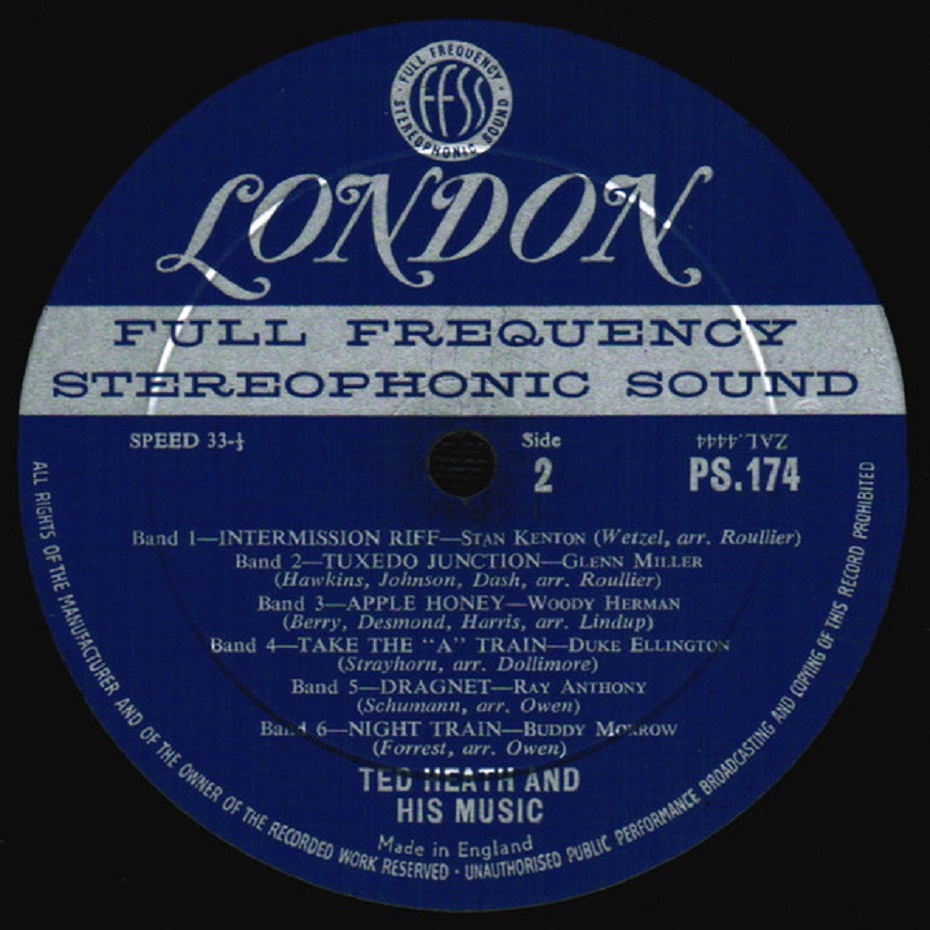 FULL FREQUENCY
FFSS
STEREOPHONIC SOUND
LONDON
FULL FREQUENCY
STEREOPHONIC SOUND
SPEED 33-⅓
Side
2
ZAL.4444
PS.174
Band 1—INTERMISSION RIFF—STAN KENTON (Wetzel, arr. Roullier)
Band 2—TUXEDO JUNCTION—GLENN MILLER
(Hawkins, Johnson, Dash, arr. Roullier)
Band 3—APPLE HONEY—WOODY HERMAN
(Berry, Desmond, Harris, arr. Lindup)
Band 4—TAKE THE “A” TRAIN—DUKE ELLINGTON
(Strayhorn, arr. Dollimore)
Band 5—DRAGNET—RAY ANTHONY
(Schumann, arr. Owen)
Band 6—NIGHT TRAIN—BUDDY MORROW
(Forrest, arr. Owen)
TED HEATH AND
HIS MUSIC
Made in England
ALL RIGHTS OF THE MANUFACTURER AND OF THE OWNER OF THE RECORDED WORK RESERVED · UNAUTHORISED PUBLIC PERFORMANCE BROADCASTING AND COPYING OF THIS RECORD PROHIBITED